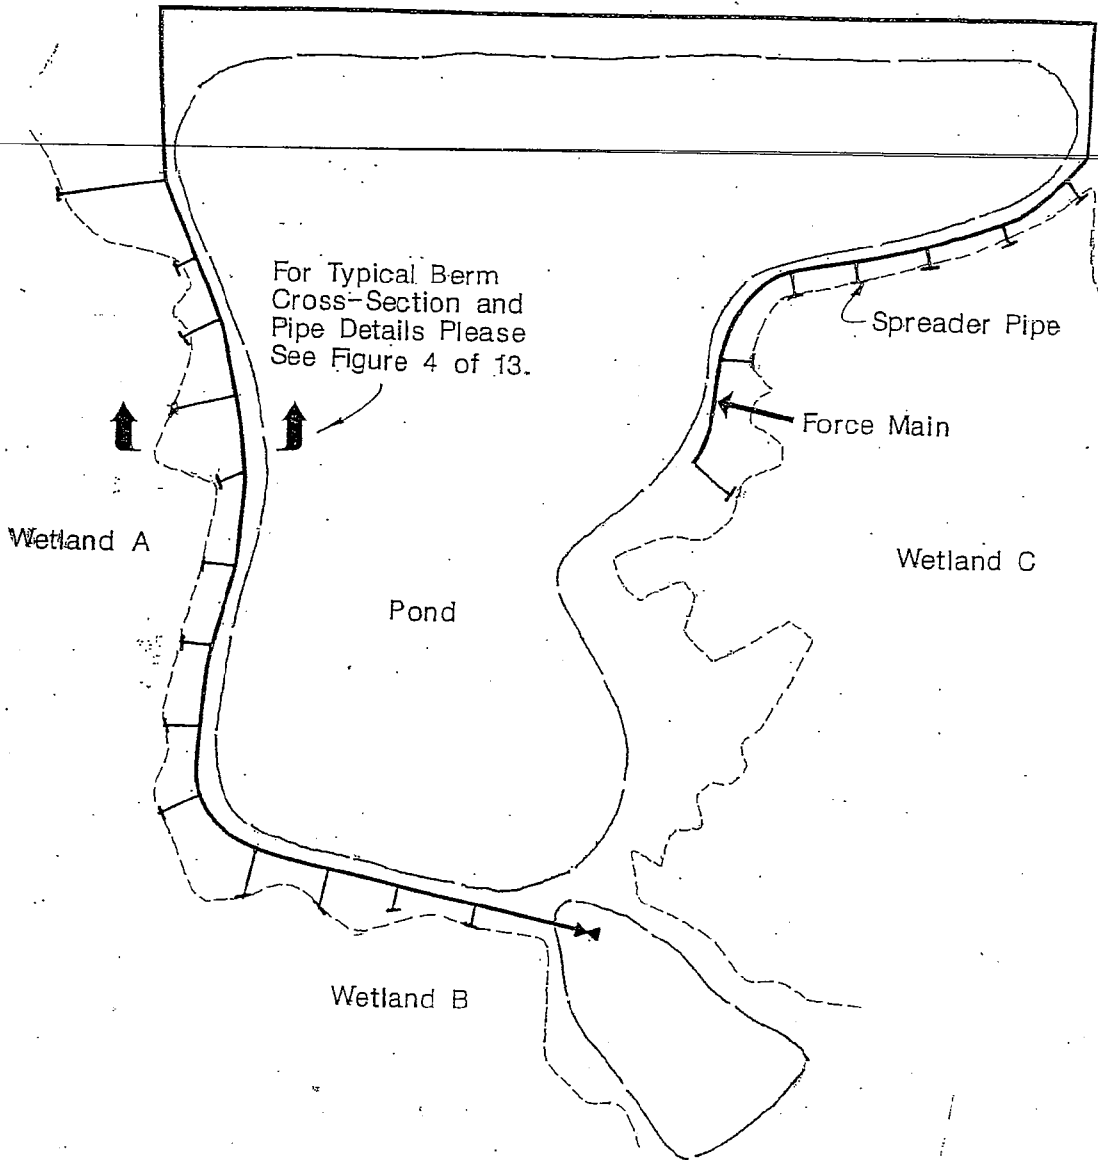 For Typical Berm
Cross-Section and
Pipe Details Please
See Figure 4 of 13.
Spreader Pipe
Force Main
Wetland A
Wetland C
Pond
Wetland B